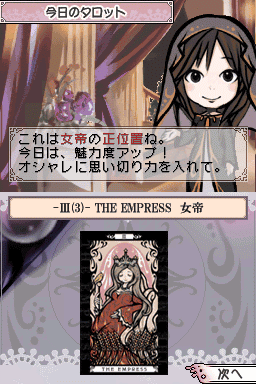 今日のタロット
これは女帝の正位置ね。
今日は、魅力度アップ!
オシャレに思い切り力を入れて。
-Ⅲ(3)- THE EMPRESS 女帝
III
THE EMPRESS
次へ